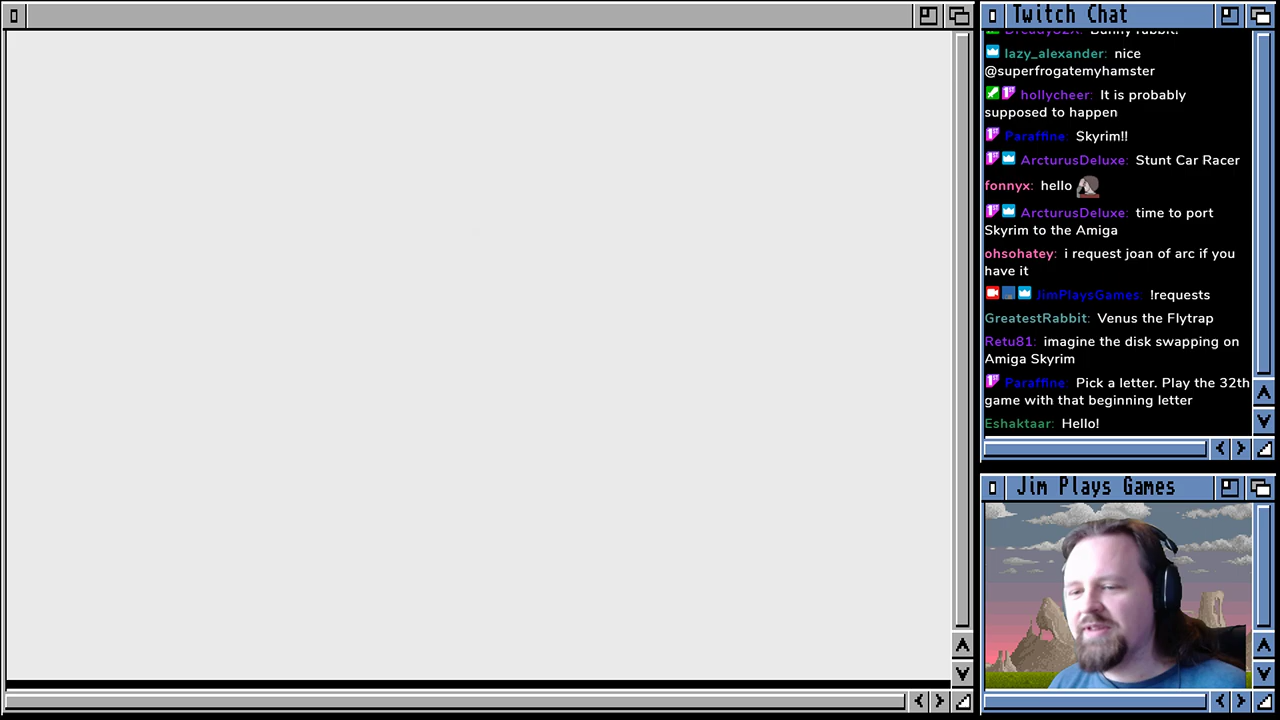 Twitch Chat
Dready82X: Bunny rabbit!
lazy_alexander: nice
@superfrogatemyhamster
hollycheer: It is probably
supposed to happen
Paraffine: Skyrim!!
ArcturusDeluxe: Stunt Car Racer
fonnyx: hello
ArcturusDeluxe: time to port
Skyrim to the Amiga
ohsohatey: i request joan of arc if you
have it
JimPlaysGames: !requests
GreatestRabbit: Venus the Flytrap
Retu81: imagine the disk swapping on
Amiga Skyrim
Paraffine: Pick a letter. Play the 32th
game with that beginning letter
Eshaktaar: Hello!
Jim Plays Games